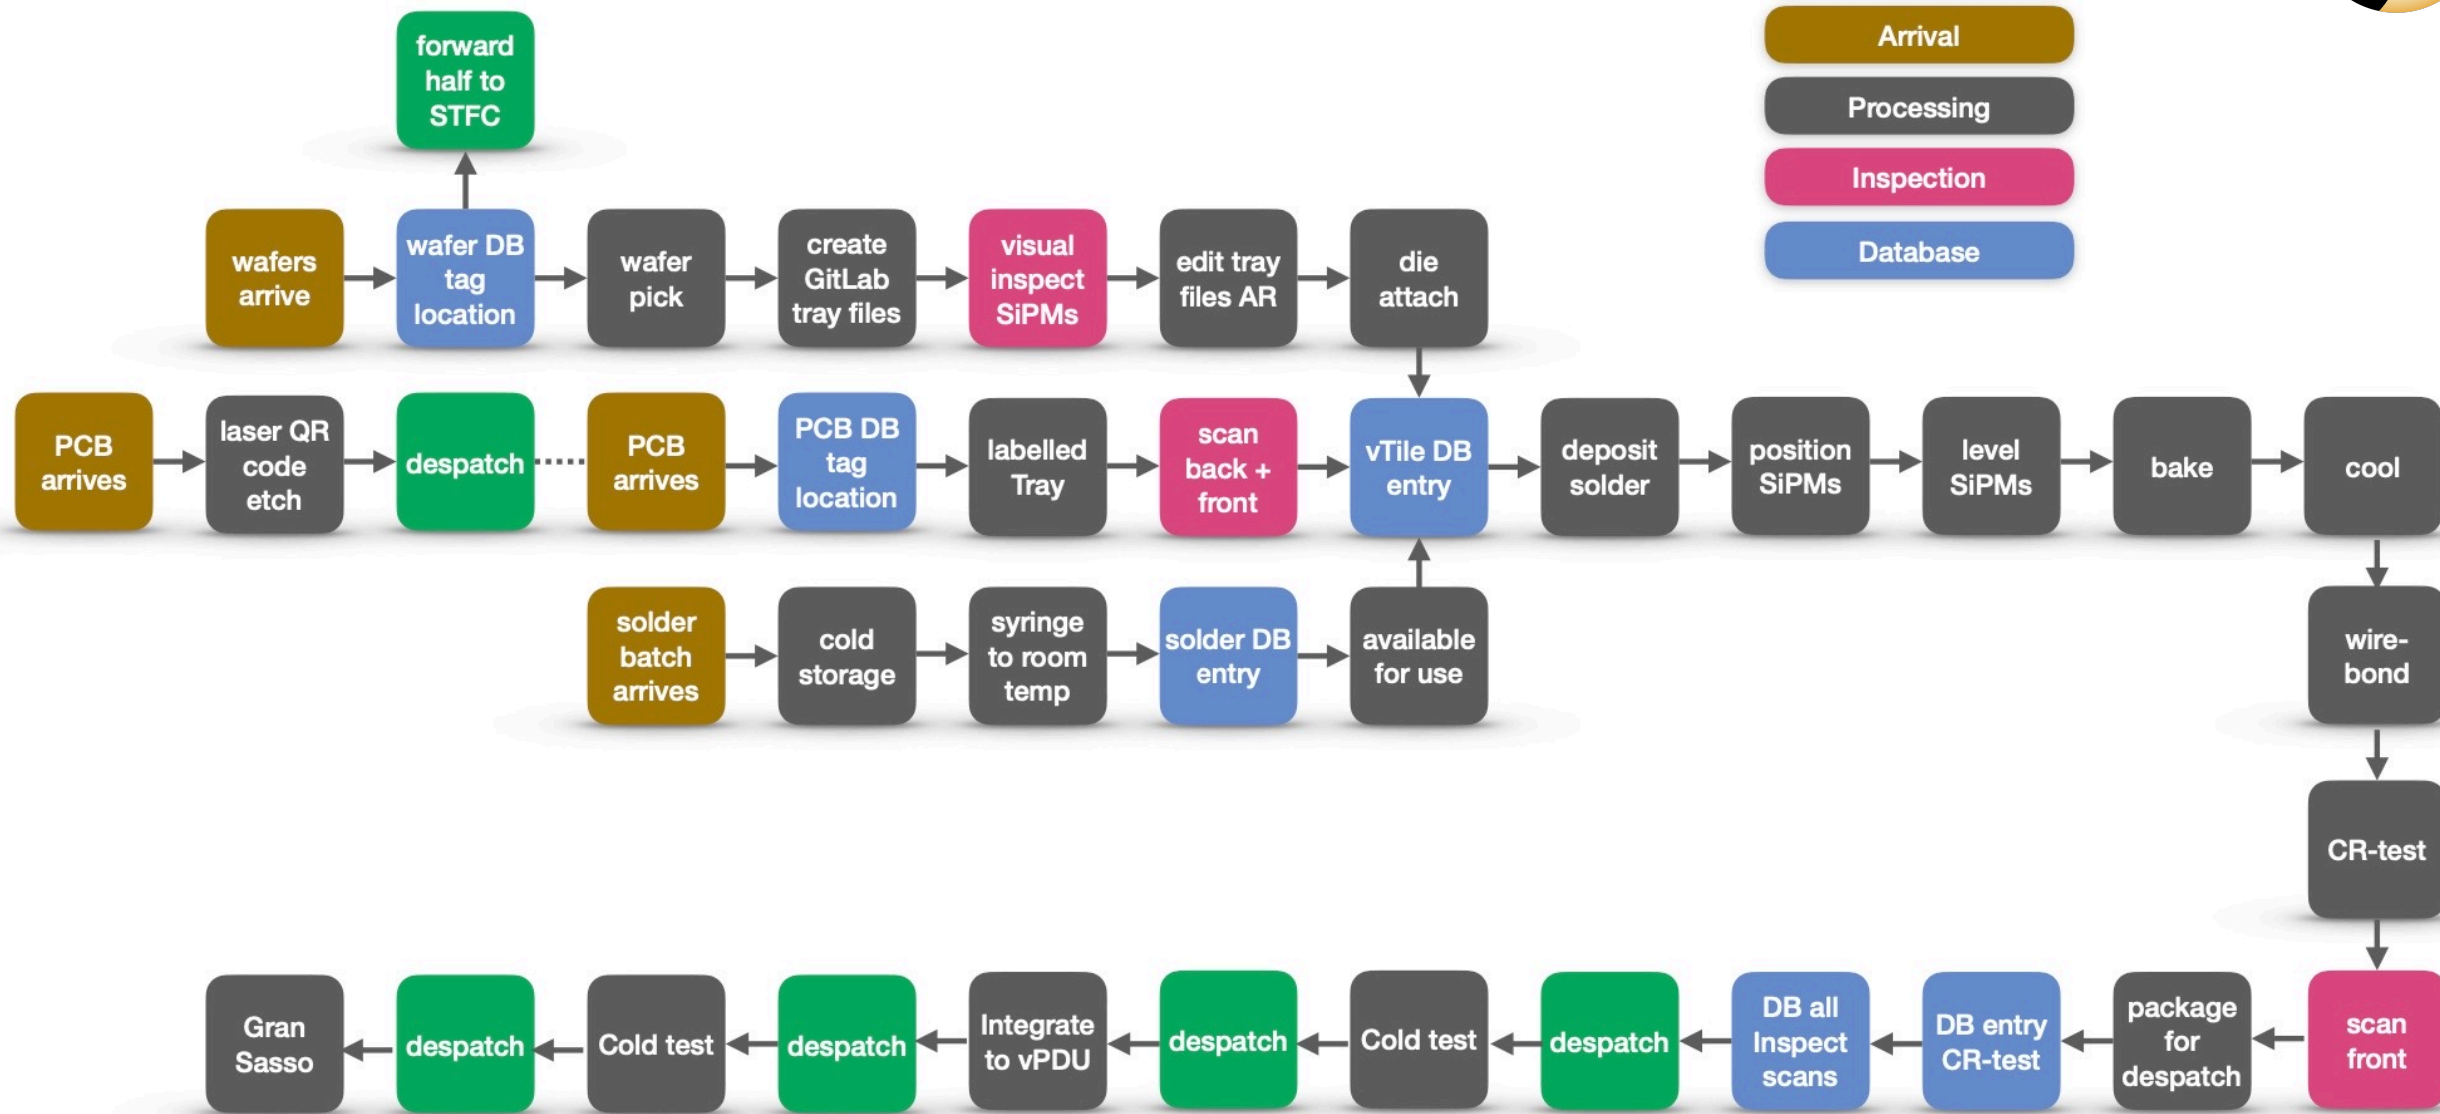 forward
half to
STFC
Arrival
Processing
Inspection
Database
wafers
arrive
wafer DB
tag
location
wafer
pick
create
GitLab
tray files
visual
inspect
SiPMs
edit tray
files AR
die
attach
PCB
arrives
laser QR
code
etch
despatch
PCB
arrives
PCB DB
tag
location
labelled
Tray
scan
back +
front
vTile DB
entry
deposit
solder
position
SiPMs
level
SiPMs
bake
cool
solder
batch
arrives
cold
storage
syringe
to room
temp
solder DB
entry
available
for use
wire-
bond
CR-test
Gran
Sasso
despatch
Cold test
despatch
Integrate
to vPDU
despatch
Cold test
despatch
DB all
Inspect
scans
DB entry
CR-test
package
for
despatch
scan
front